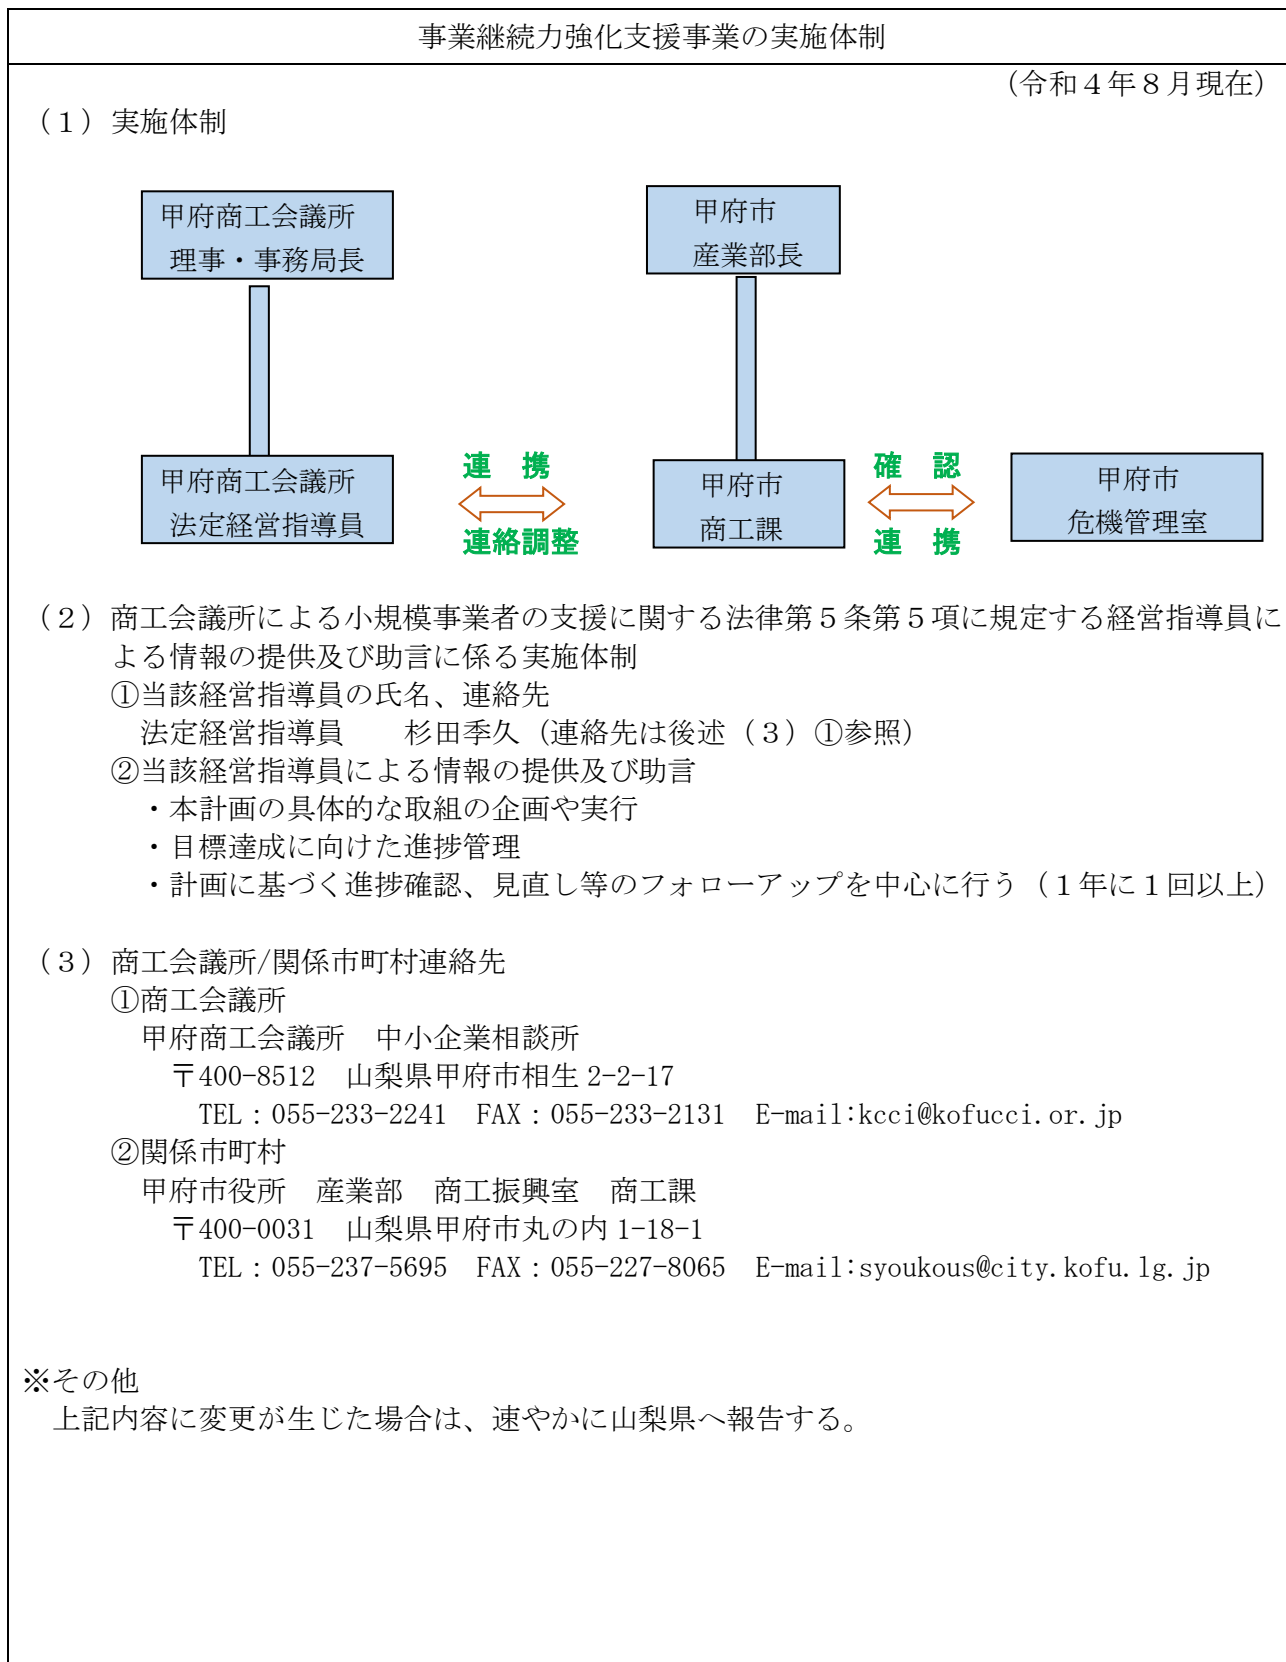 事業継続力強化支援事業の実施体制
（令和４年８月現在）
（１）実施体制
甲府商工会議所
理事・事務局長
甲府市
産業部長
甲府商工会議所
法定経営指導員
連　携
連絡調整
甲府市
商工課
確　認
連　携
甲府市
危機管理室
（２）商工会議所による小規模事業者の支援に関する法律第５条第５項に規定する経営指導員に
よる情報の提供及び助言に係る実施体制
①当該経営指導員の氏名、連絡先
法定経営指導員　　杉田季久（連絡先は後述（３）①参照）
②当該経営指導員による情報の提供及び助言
・本計画の具体的な取組の企画や実行
・目標達成に向けた進捗管理
・計画に基づく進捗確認、見直し等のフォローアップを中心に行う（１年に１回以上）
（３）商工会議所/関係市町村連絡先
①商工会議所
甲府商工会議所　中小企業相談所
〒400-8512　山梨県甲府市相生 2-2-17
TEL：055-233-2241　FAX：055-233-2131　E-mail:kcci@kofucci.or.jp
②関係市町村
甲府市役所　産業部　商工振興室　商工課
〒400-0031　山梨県甲府市丸の内 1-18-1
TEL：055-237-5695　FAX：055-227-8065　E-mail:syoukous@city.kofu.lg.jp
※その他
上記内容に変更が生じた場合は、速やかに山梨県へ報告する。